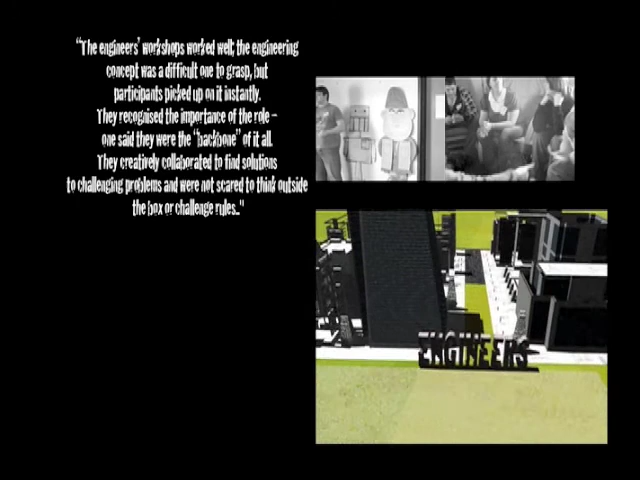 "The engineers' workshops worked well; the engineering
concept was a difficult one to grasp, but
participants picked up on it instantly.
They recognised the importance of the role -
one said they were the "backbone" of it all.
They creatively collaborated to find solutions
to challenging problems and were not scared to think outside
the box or challenge rules.."
ENGINEERS